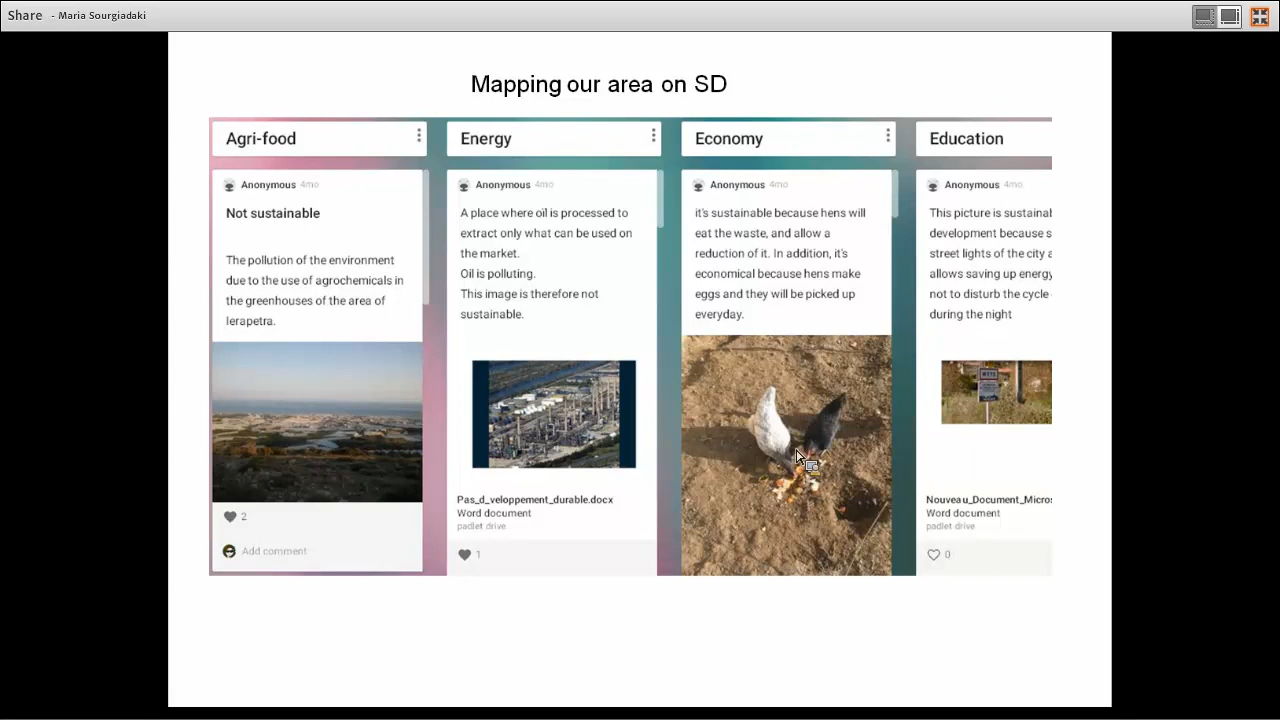 Share - Maria Sourgiadaki
Mapping our area on SD
Agri-food
Anonymous 4mo
Not sustainable
The pollution of the environment
due to the use of agrochemicals in
the greenhouses of the area of
Ierapetra.
2
Add comment
Energy
Anonymous 4mo
A place where oil is processed to
extract only what can be used on
the market.
Oil is polluting.
This image is therefore not
sustainable.
Pas_d_veloppement_durable.docx
Word document
padlet drive
1
Economy
Anonymous 4mo
it's sustainable because hens will
eat the waste, and allow a
reduction of it. In addition, it's
economical because hens make
eggs and they will be picked up
everyday.
Education
Anonymous 4mo
This picture is sustainab
development because s
street lights of the city a
allows saving up energy
not to disturb the cycle
during the night
Nouveau_Document_Micros
Word document
padlet drive
0